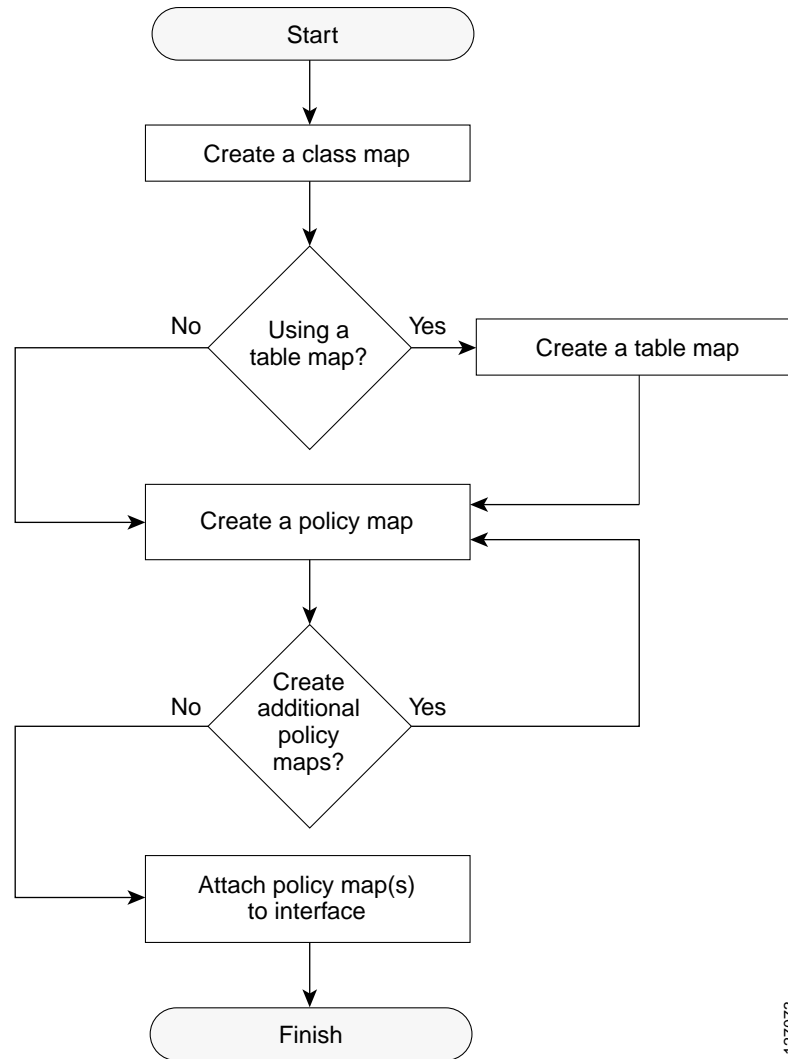 Start
Create a class map
No
Using a
table map?
Yes
Create a table map
Create a policy map
No
Create
additional
policy
maps?
Yes
Attach policy map(s)
to interface
Finish